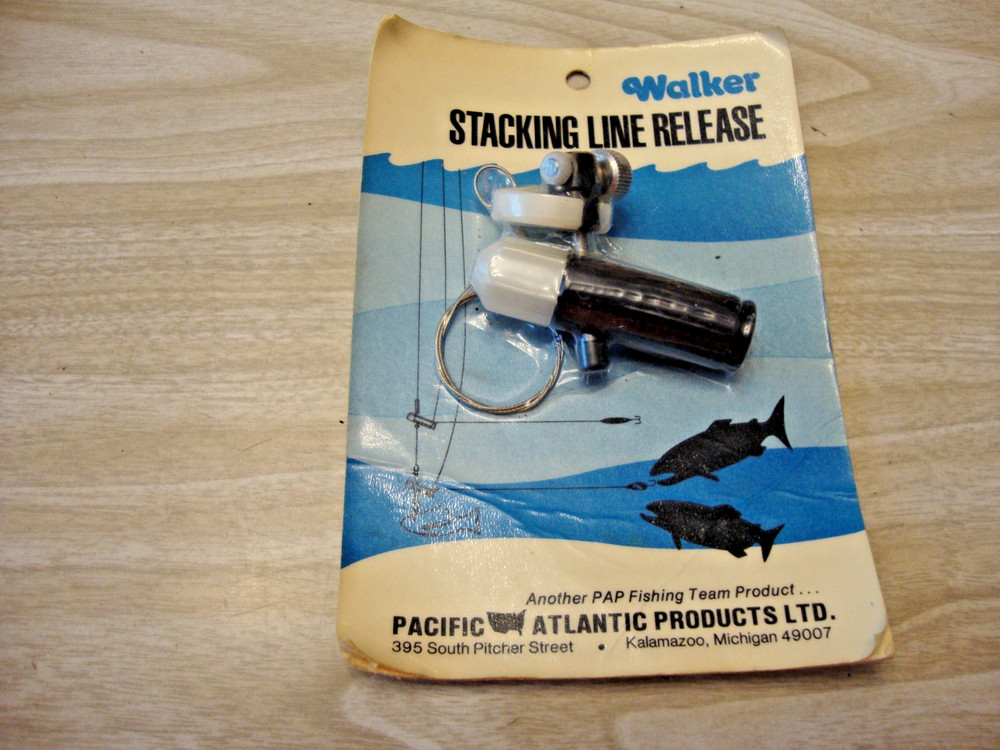 Walker
STACKING LINE RELEASE
Another PAP Fishing Team Product . . .
PACIFIC ATLANTIC PRODUCTS LTD.
395 South Pitcher Street • Kalamazoo, Michigan 49007